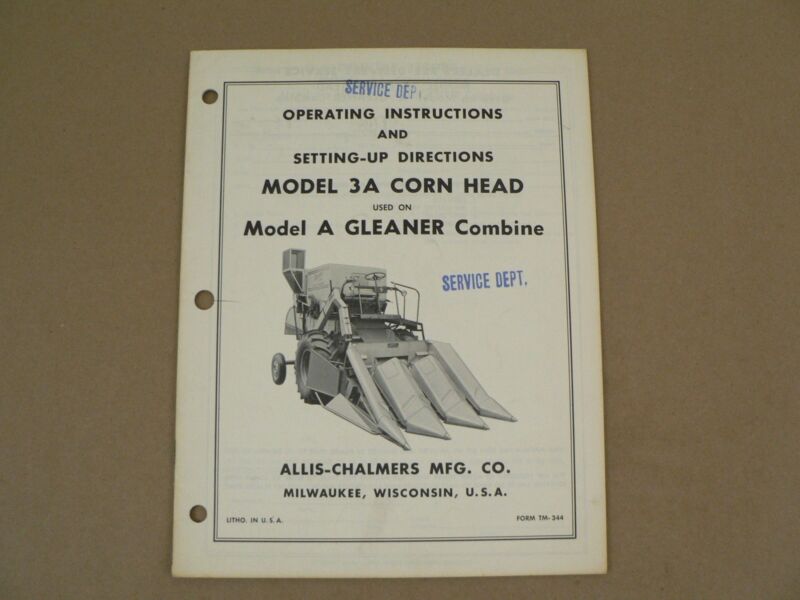 SERVICE DEPT.
OPERATING INSTRUCTIONS
AND
SETTING-UP DIRECTIONS
MODEL 3A CORN HEAD
USED ON
Model A GLEANER Combine
SERVICE DEPT.
ALLIS-CHALMERS MFG. CO.
MILWAUKEE, WISCONSIN, U.S.A.
LITHO. IN U.S.A.
FORM TM-344